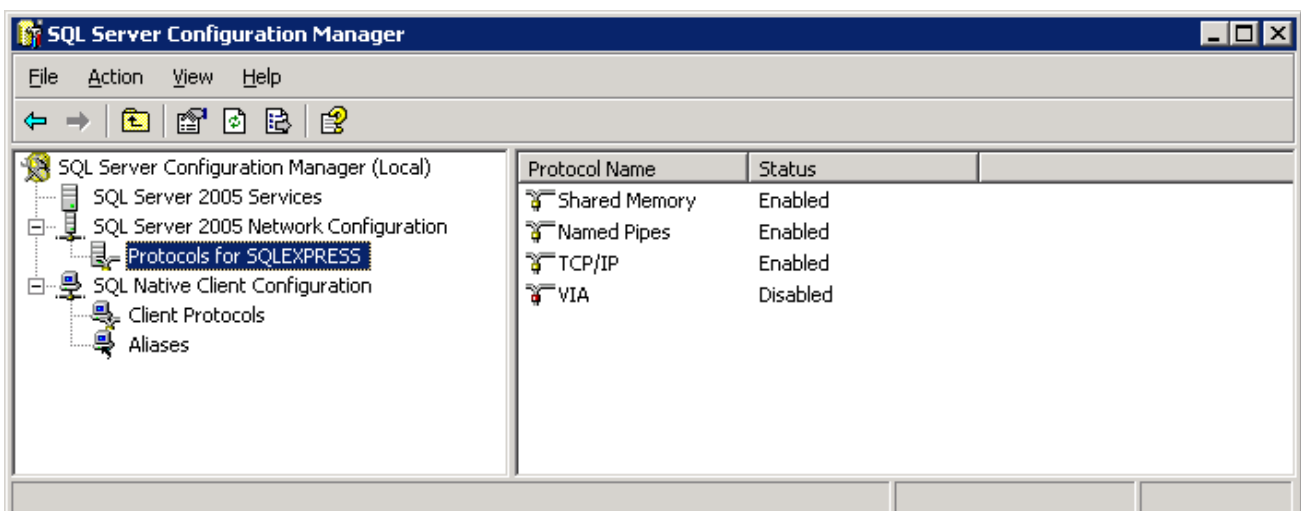 SQL Server Configuration Manager
File Action View Help
SQL Server Configuration Manager (Local)
SQL Server 2005 Services
SQL Server 2005 Network Configuration
Protocols for SQLEXPRESS
SQL Native Client Configuration
Client Protocols
Aliases
Protocol Name Status
Shared Memory Enabled
Named Pipes Enabled
TCP/IP Enabled
VIA Disabled